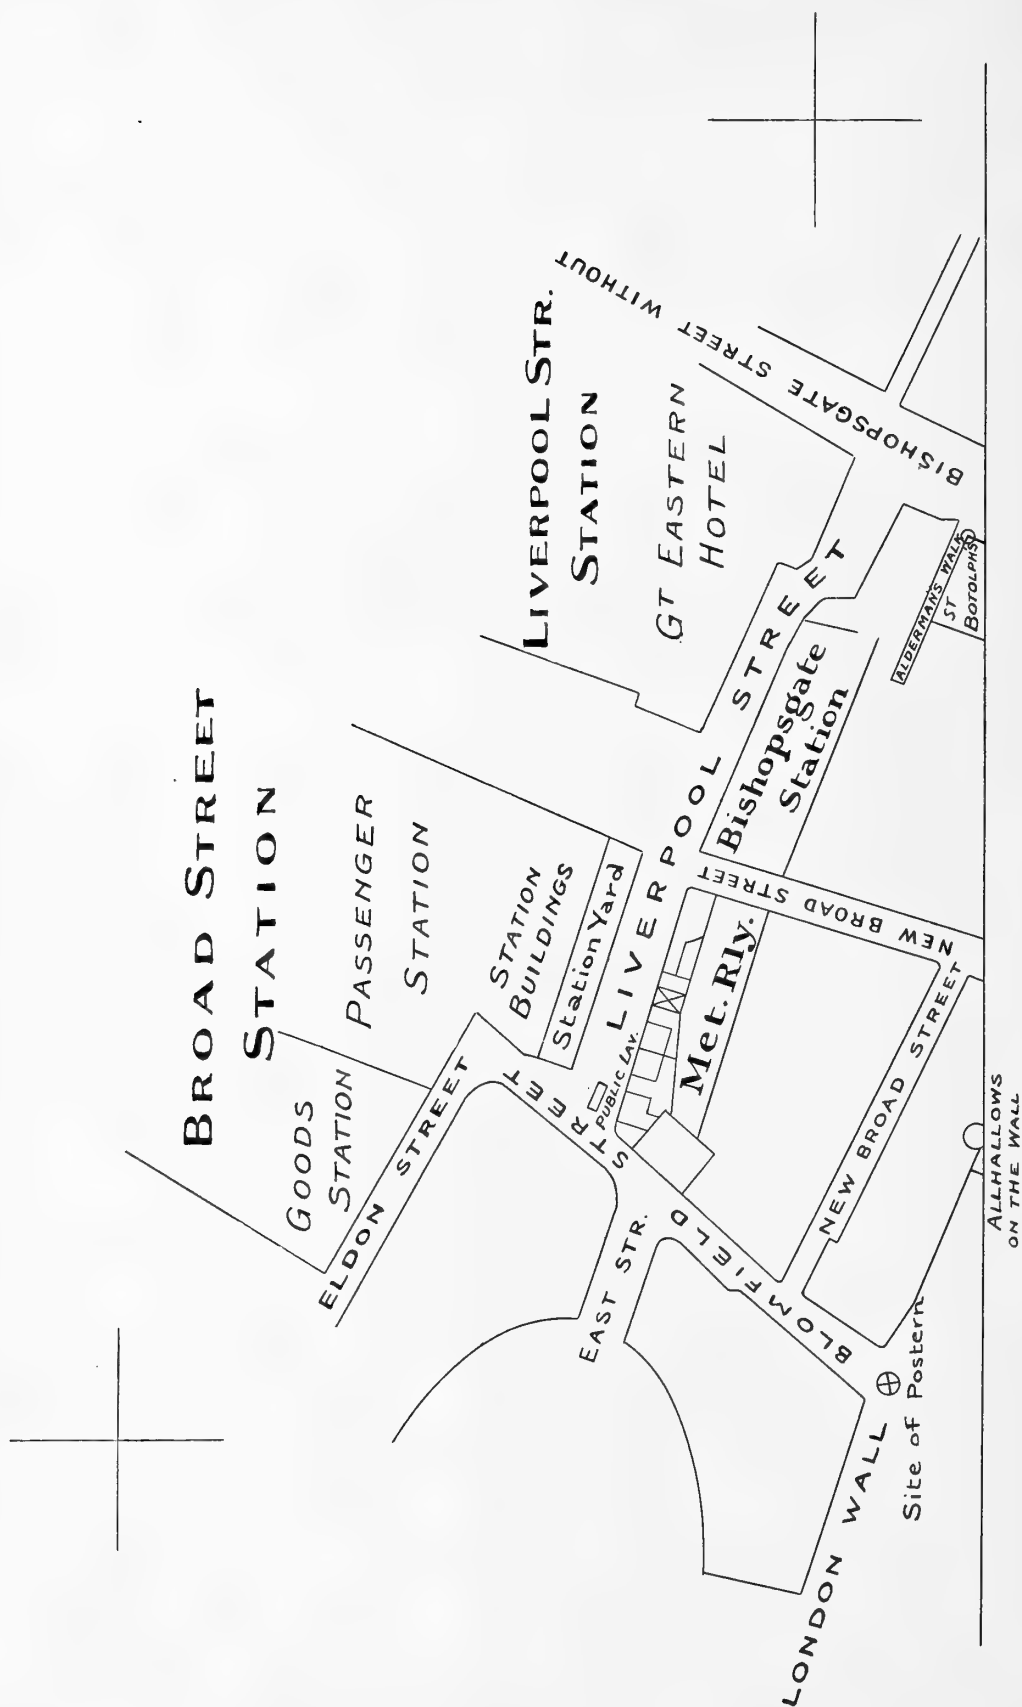 BROAD STREET
STATION
LIVERPOOL STR.
STATION
PASSENGER
STATION
GOODS
STATION
GT EASTERN
HOTEL
STATION
BUILDINGS
Station Yard
ELDON STREET
BISHOPSGATE STREET WITHOUT
LIVERPOOL STREET
PUBLIC LAV.
Bishopsgate
Station
Met. Rly.
BLOMFIELD STREET
EAST STR.
NEW BROAD STREET
NEW BROAD STREET
ALDERMANS WALK
ST
BOTOLPHS
LONDON WALL
Site of Postern
ALLHALLOWS
ON THE WALL